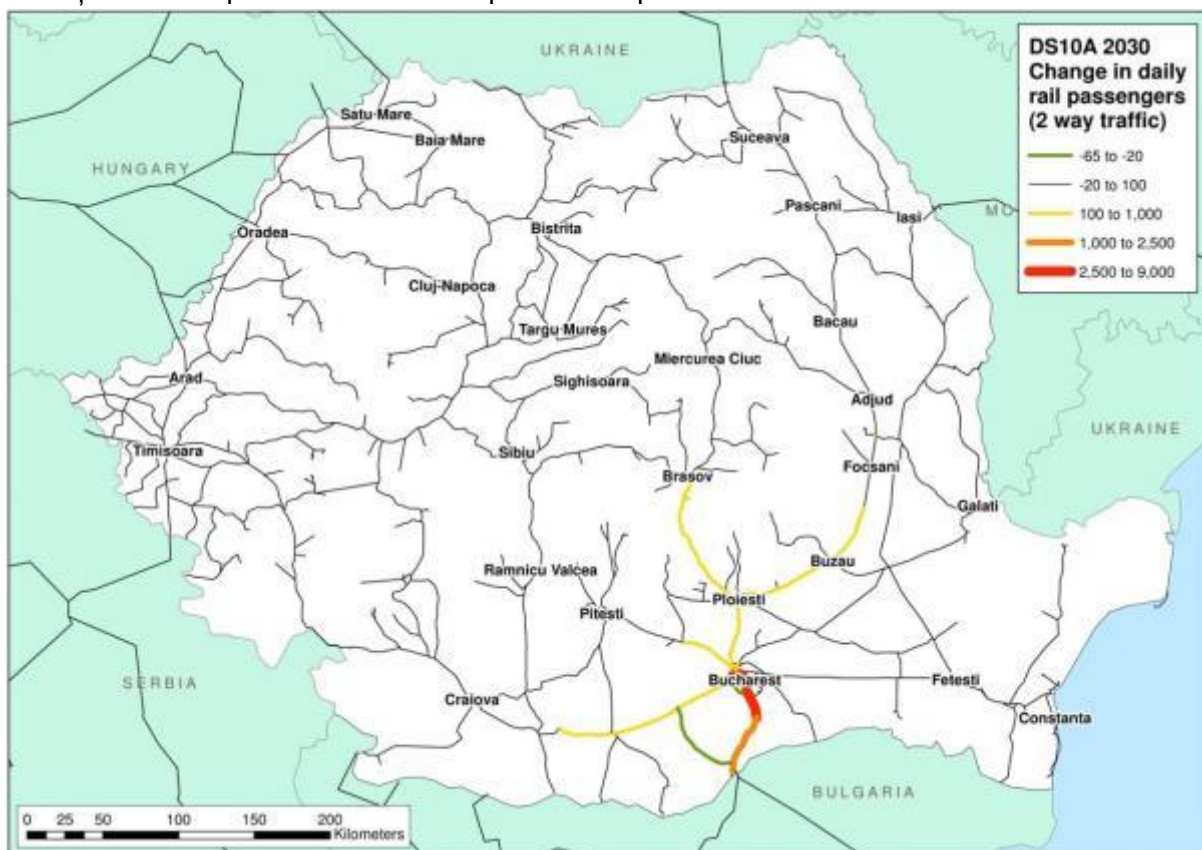 UKRAINE
DS10A 2030
Change in daily
rail passengers
(2 way traffic)
-65 to -20
-20 to 100
100 to 1,000
1,000 to 2,500
2,500 to 9,000
Satu Mare
Baia Mare
Suceava
HUNGARY
Pascani
Iasi
MO
Oradea
Bistrita
Cluj-Napoca
Targu Mures
Bacau
Miercurea Ciuc
Arad
Sighisoara
Adjud
UKRAINE
Timisoara
Sibiu
Focsani
Brasov
Galati
Ramnicu Valcea
Buzau
Pitesti
Ploiesti
SERBIA
Craiova
Bucharest
Fetesti
Constanta
BULGARIA
0 25 50 100 150 200
Kilometers